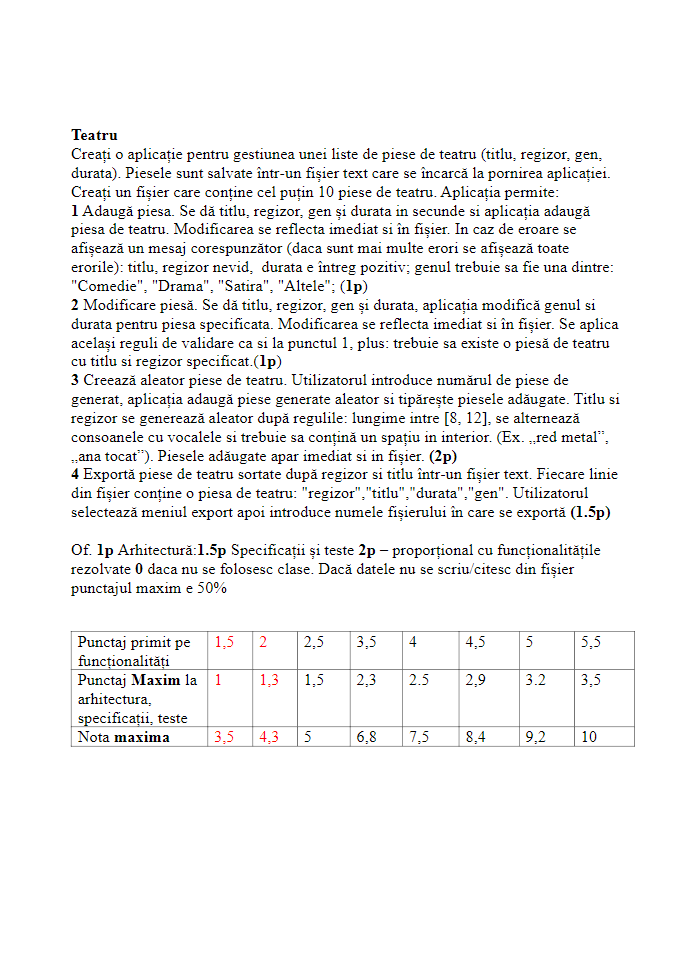 Teatru
Creați o aplicație pentru gestiunea unei liste de piese de teatru (titlu, regizor, gen,
durata). Piesele sunt salvate într-un fișier text care se încarcă la pornirea aplicației.
Creați un fișier care conține cel puțin 10 piese de teatru. Aplicația permite:
1 Adaugă piesa. Se dă titlu, regizor, gen și durata in secunde si aplicația adaugă
piesa de teatru. Modificarea se reflecta imediat si în fișier. In caz de eroare se
afișează un mesaj corespunzător (daca sunt mai multe erori se afișează toate
erorile): titlu, regizor nevid,  durata e întreg pozitiv; genul trebuie sa fie una dintre:
"Comedie", "Drama", "Satira", "Altele"; (1p)
2 Modificare piesă. Se dă titlu, regizor, gen și durata, aplicația modifică genul si
durata pentru piesa specificata. Modificarea se reflecta imediat si în fișier. Se aplica
același reguli de validare ca si la punctul 1, plus: trebuie sa existe o piesă de teatru
cu titlu si regizor specificat.(1p)
3 Creează aleator piese de teatru. Utilizatorul introduce numărul de piese de
generat, aplicația adaugă piese generate aleator si tipărește piesele adăugate. Titlu si
regizor se generează aleator după regulile: lungime intre [8, 12], se alternează
consoanele cu vocalele si trebuie sa conțină un spațiu in interior. (Ex. „red metal”,
„ana tocat”). Piesele adăugate apar imediat si in fișier. (2p)
4 Exportă piese de teatru sortate după regizor si titlu într-un fișier text. Fiecare linie
din fișier conține o piesa de teatru: "regizor","titlu","durata","gen". Utilizatorul
selectează meniul export apoi introduce numele fișierului în care se exportă (1.5p)
Of. 1p Arhitectură:1.5p Specificații și teste 2p – proporțional cu funcționalitățile
rezolvate 0 daca nu se folosesc clase. Dacă datele nu se scriu/citesc din fișier
punctajul maxim e 50%
Punctaj primit pe funcționalități 1,5 2 2,5 3,5 4 4,5 5 5,5
Punctaj Maxim la arhitectura, specificații, teste 1 1,3 1,5 2,3 2.5 2,9 3.2 3,5
Nota maxima 3,5 4,3 5 6,8 7,5 8,4 9,2 10